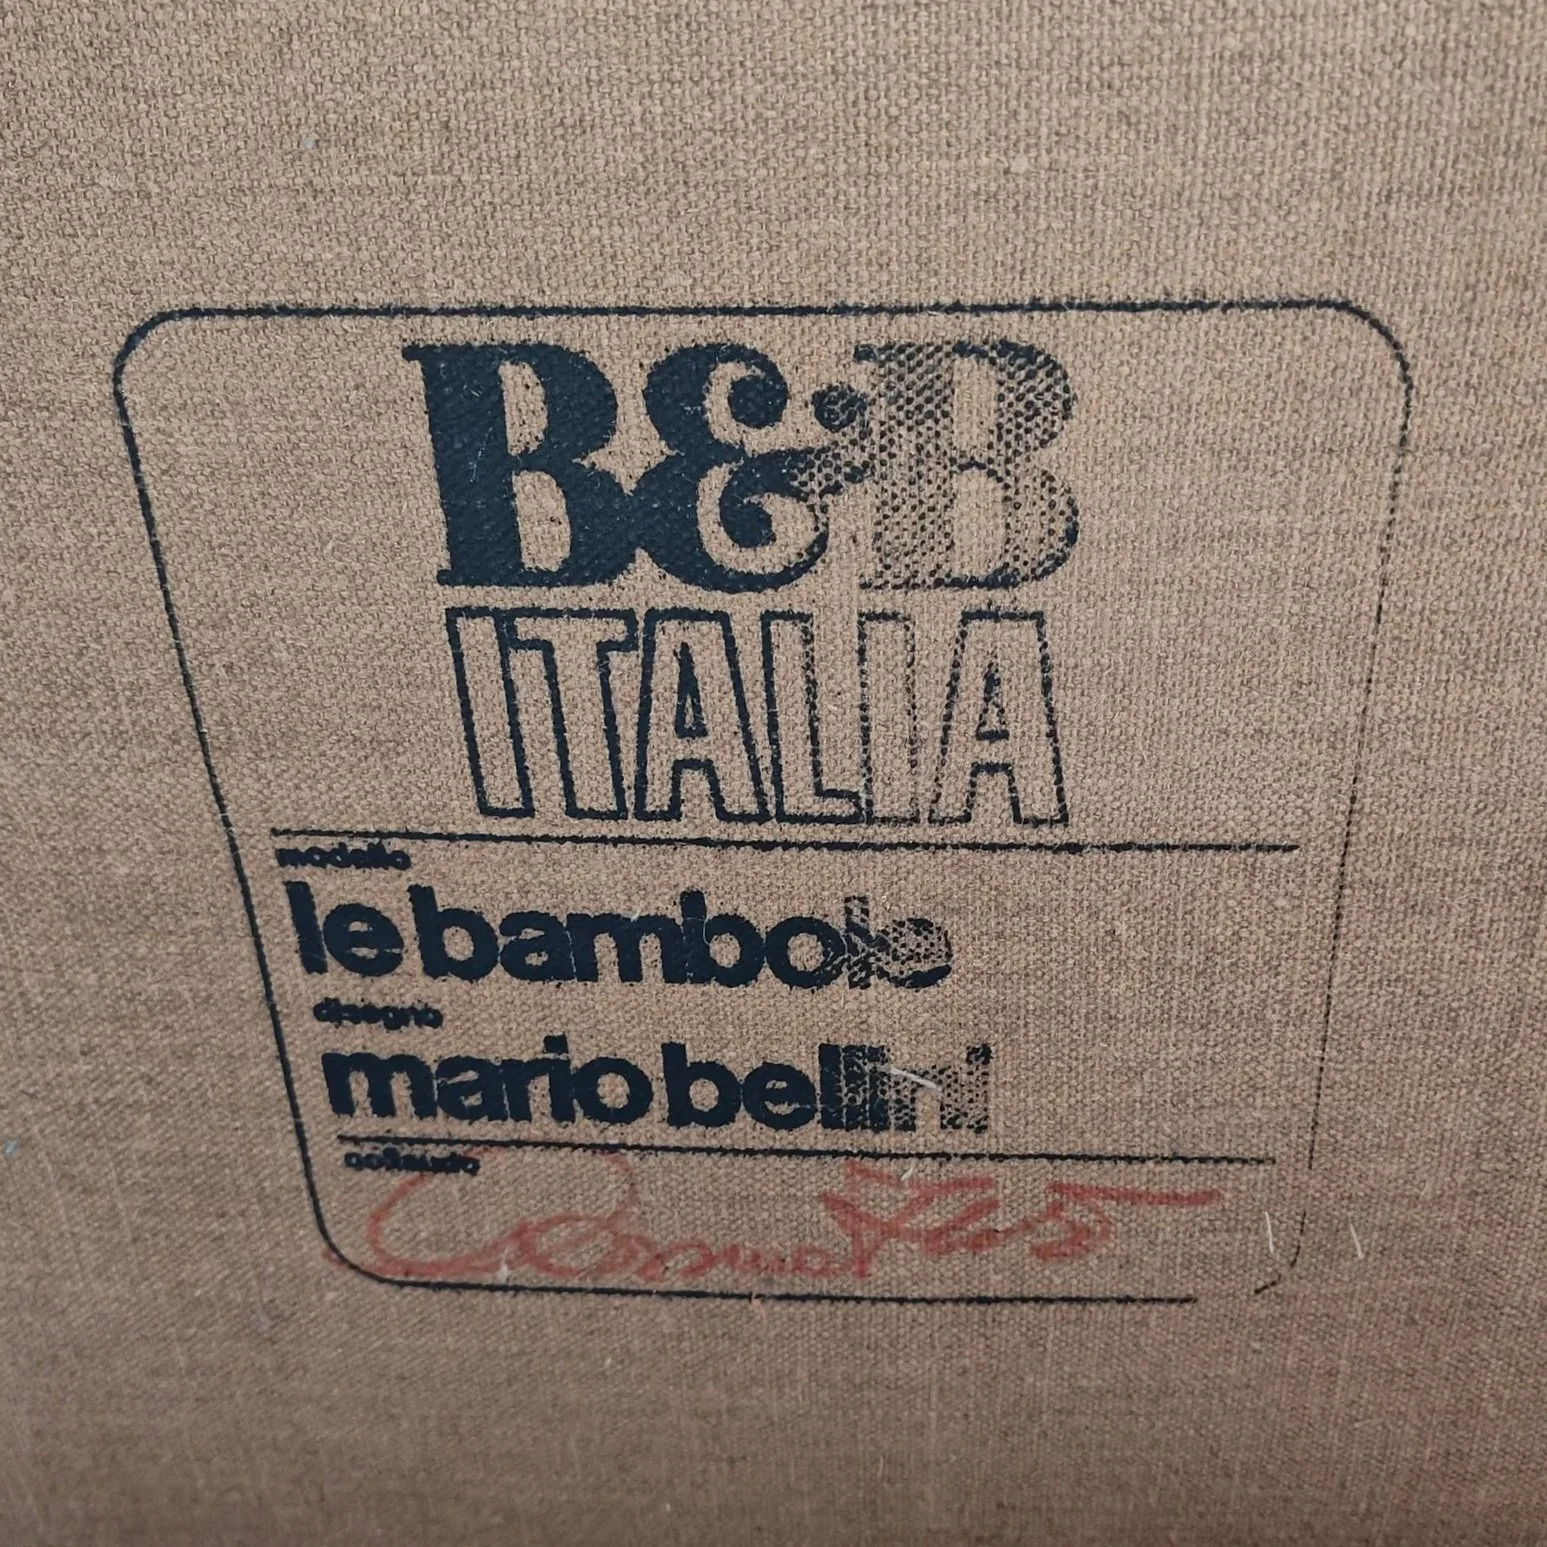 B&B
ITALIA
modello
le bambole
disegno
mario bellini
collaudo